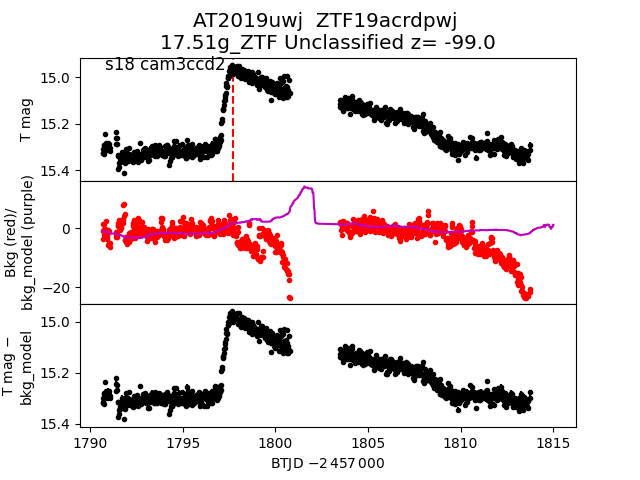 AT2019uwj  ZTF19acrdpwj
17.51g_ZTF Unclassified z= -99.0
s18 cam3ccd2
T mag
15.0
15.2
15.4
Bkg (red)/
bkg_model (purple)
0
−20
T mag −
bkg_model
15.0
15.2
15.4
1790 1795 1800 1805 1810 1815
BTJD −2 457 000